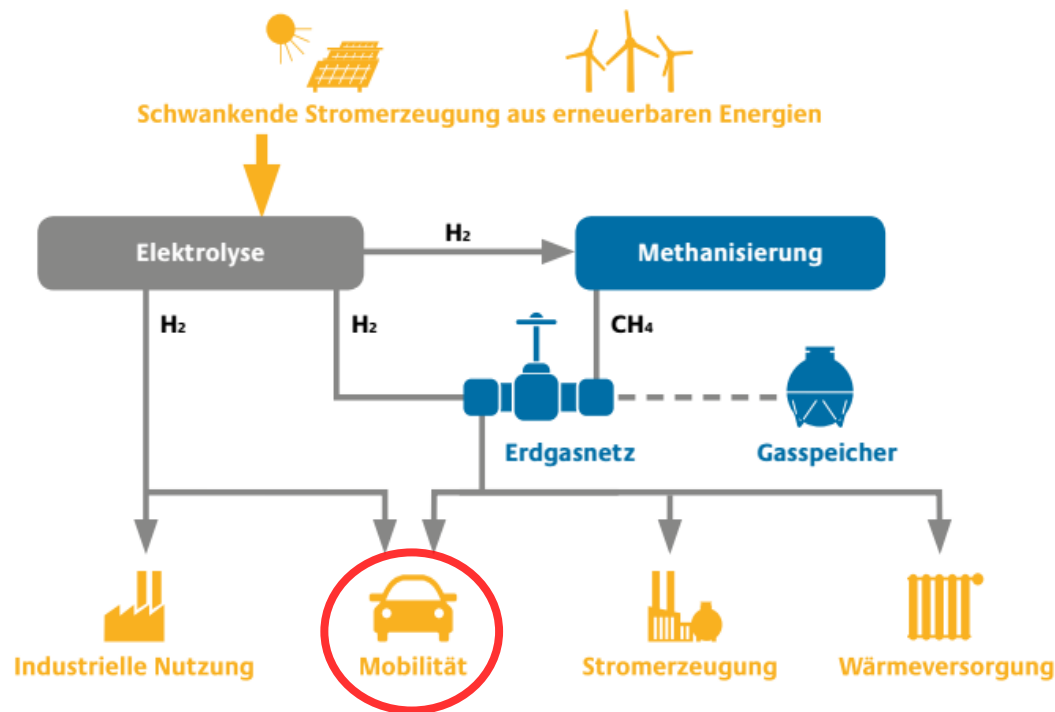 Schwankende Stromerzeugung aus erneuerbaren Energien
Elektrolyse
H₂
Methanisierung
H₂
H₂
CH₄
Erdgasnetz
Gasspeicher
Industrielle Nutzung
Mobilität
Stromerzeugung
Wärmeversorgung